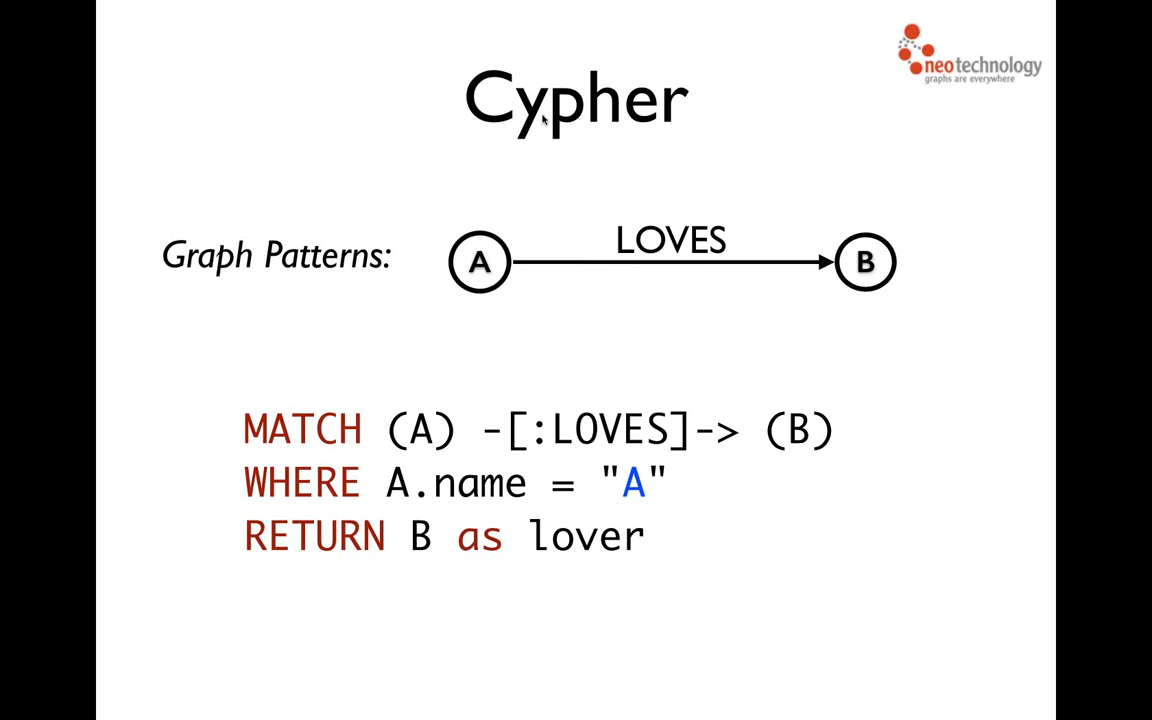 neotechnology
graphs are everywhere
Cypher
Graph Patterns:
A
LOVES
B
MATCH (A) -[:LOVES]-> (B)
WHERE A.name = "A"
RETURN B as lover